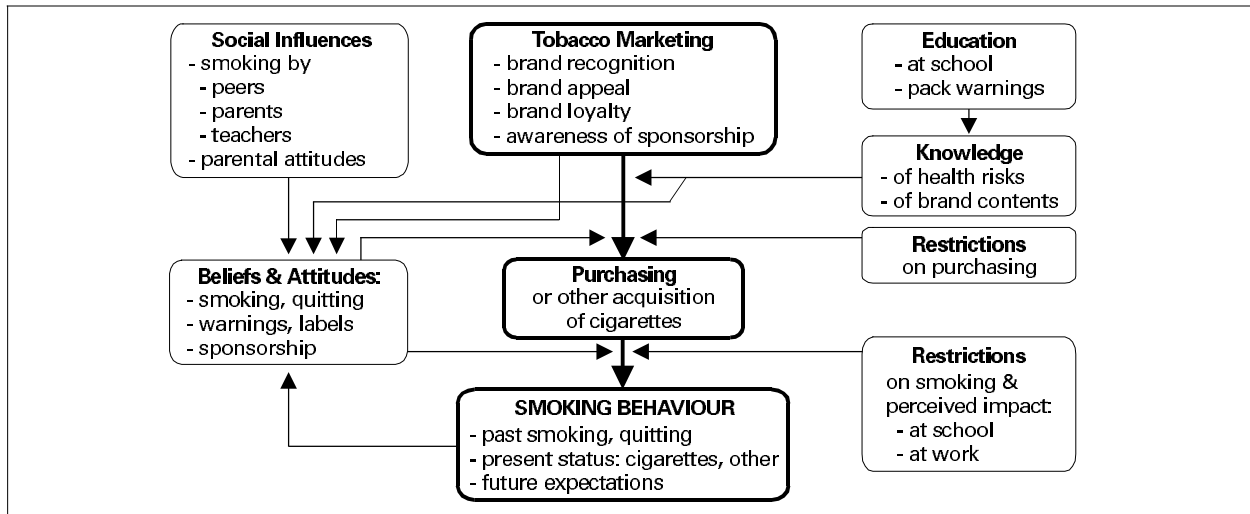 Social Influences
- smoking by
- peers
- parents
- teachers
- parental attitudes
Tobacco Marketing
- brand recognition
- brand appeal
- brand loyalty
- awareness of sponsorship
Education
- at school
- pack warnings
Knowledge
- of health risks
- of brand contents
Restrictions
on purchasing
Beliefs & Attitudes:
- smoking, quitting
- warnings, labels
- sponsorship
Purchasing
or other acquisition
of cigarettes
Restrictions
on smoking &
perceived impact:
- at school
- at work
SMOKING BEHAVIOUR
- past smoking, quitting
- present status: cigarettes, other
- future expectations